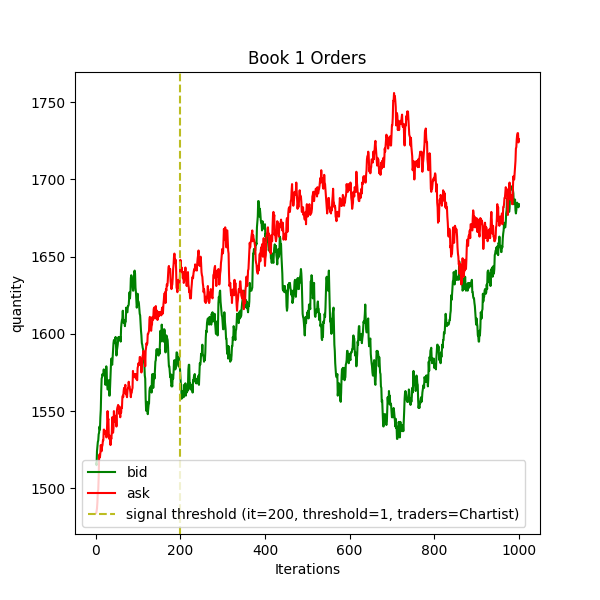 Book 1 Orders
quantity
1750
1700
1650
1600
1550
1500
bid
ask
signal threshold (it=200, threshold=1, traders=Chartist)
0 200 400 600 800 1000
Iterations